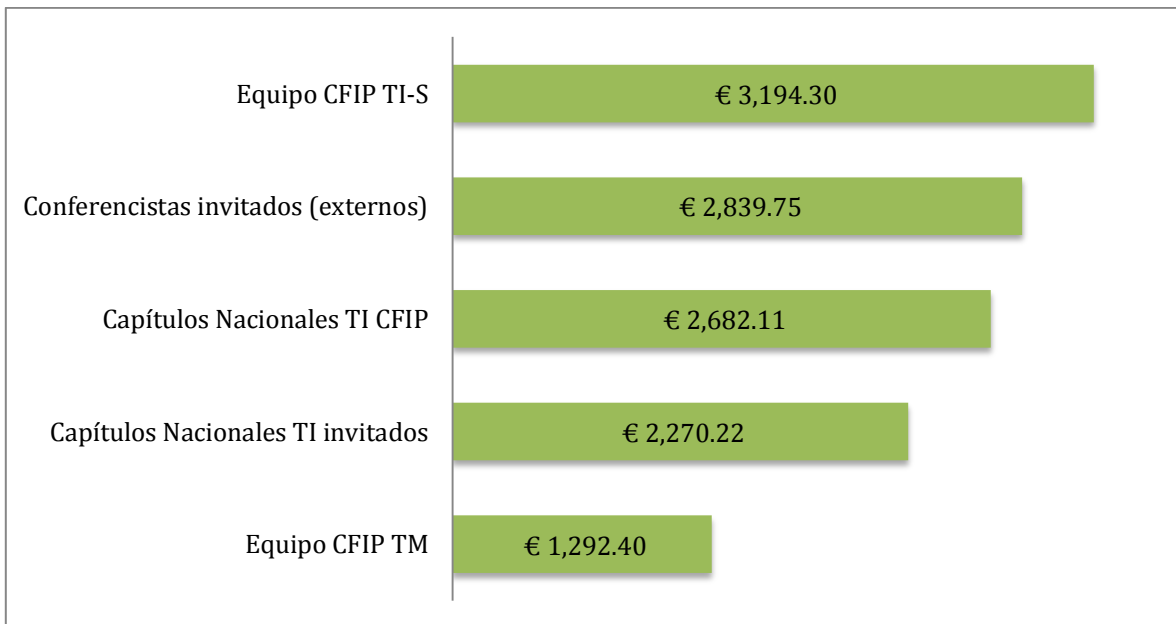 Equipo CFIP TI-S
€ 3,194.30
Conferencistas invitados (externos)
€ 2,839.75
Capítulos Nacionales TI CFIP
€ 2,682.11
Capítulos Nacionales TI invitados
€ 2,270.22
Equipo CFIP TM
€ 1,292.40